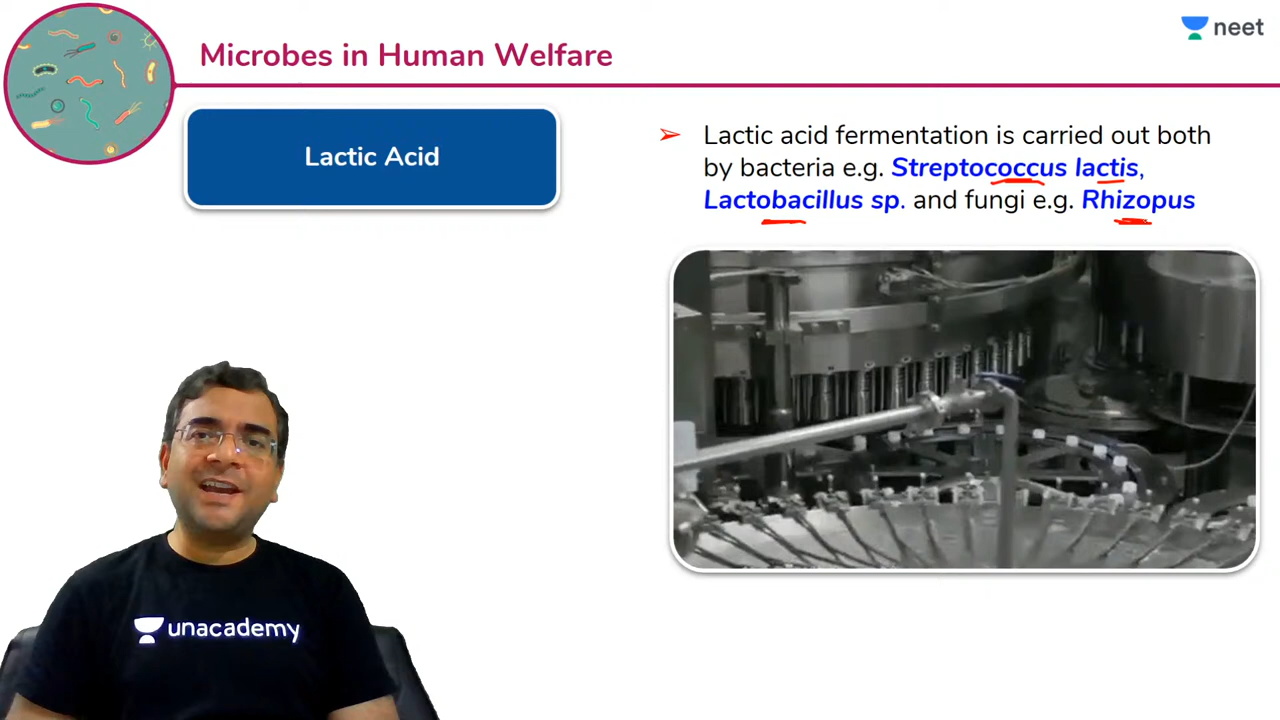 Microbes in Human Welfare
neet
Lactic Acid
➢ Lactic acid fermentation is carried out both
by bacteria e.g. Streptococcus lactis,
Lactobacillus sp. and fungi e.g. Rhizopus
unacademy